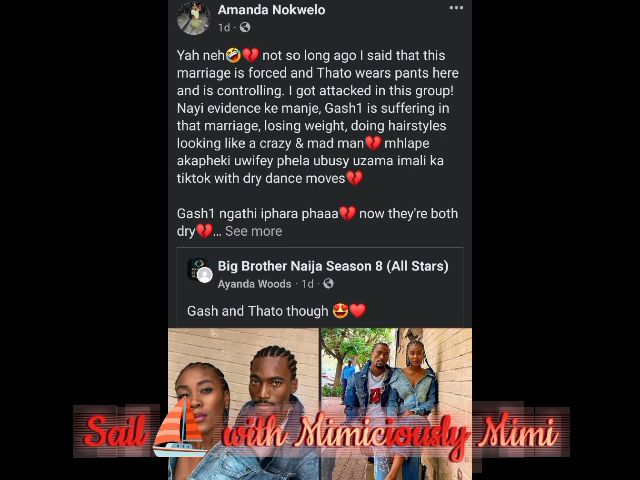 Amanda Nokwelo
1d ·
Yah neh🤣💔 not so long ago I said that this
marriage is forced and Thato wears pants here
and is controlling. I got attacked in this group!
Nayi evidence ke manje, Gash1 is suffering in
that marriage, losing weight, doing hairstyles
looking like a crazy & mad man💔 mhlape
akapheki uwifey phela ubusy uzama imali ka
tiktok with dry dance moves💔
Gash1 ngathi iphara phaaa💔 now they're both
dry💔... See more
Big Brother Naija Season 8 (All Stars)
Ayanda Woods · 1d ·
Gash and Thato though 🤩❤️
Sail ⛵ with Mimiciously Mimi